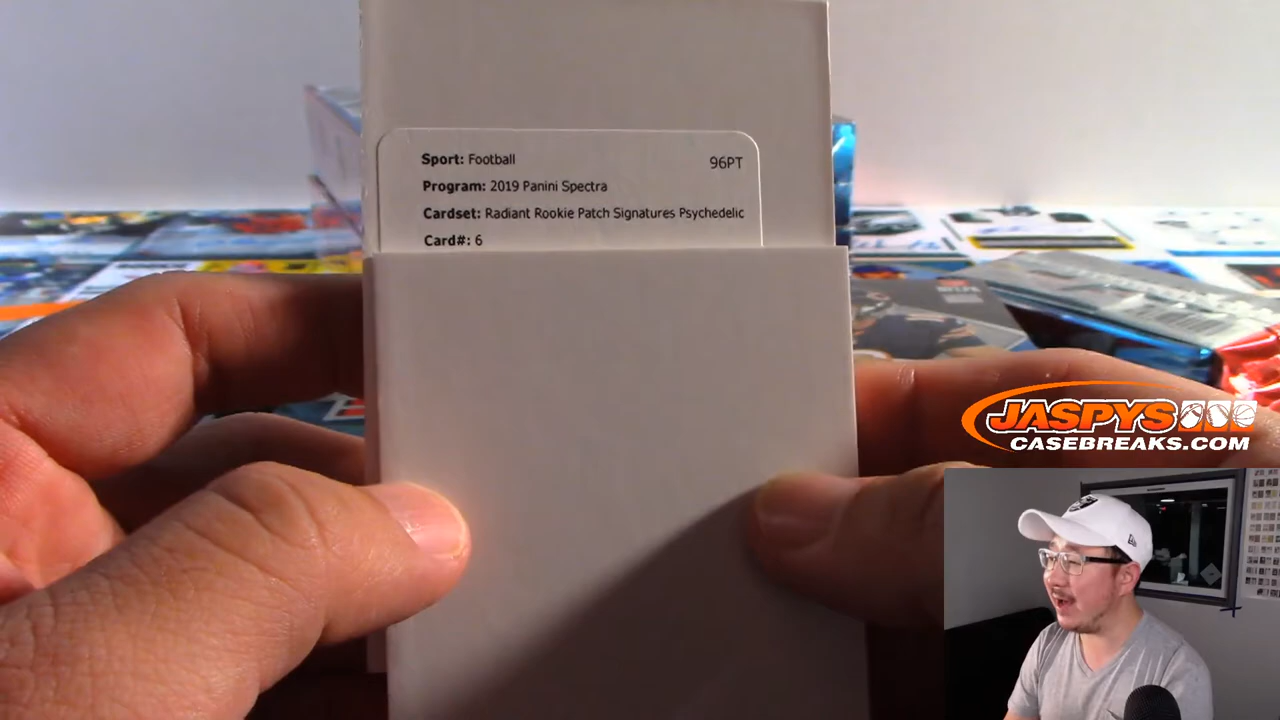 Sport: Football 96PT
Program: 2019 Panini Spectra
Cardset: Radiant Rookie Patch Signatures Psychedelic
Card#: 6
JASPYS
CASEBREAKS.COM